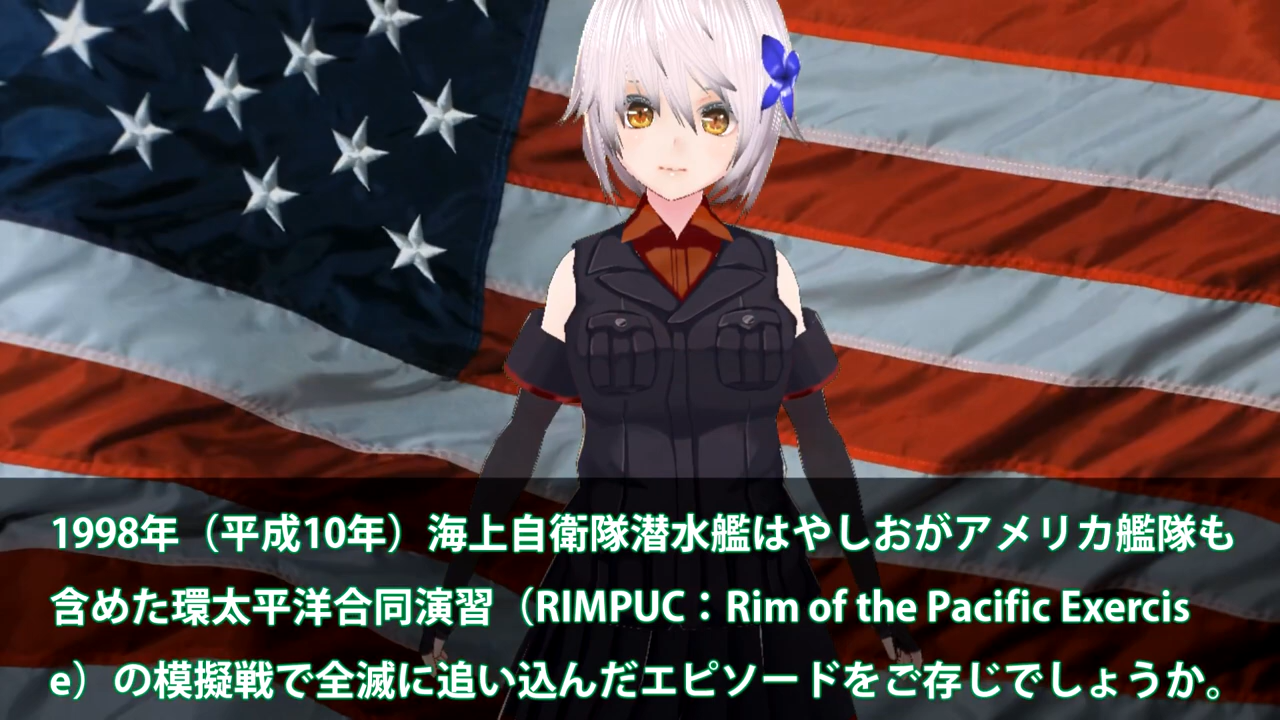 1998年（平成10年）海上自衛隊潜水艦はやしおがアメリカ艦隊も
含めた環太平洋合同演習（RIMPUC：Rim of the Pacific Exercis
e）の模擬戦で全滅に追い込んだエピソードをご存じでしょうか。